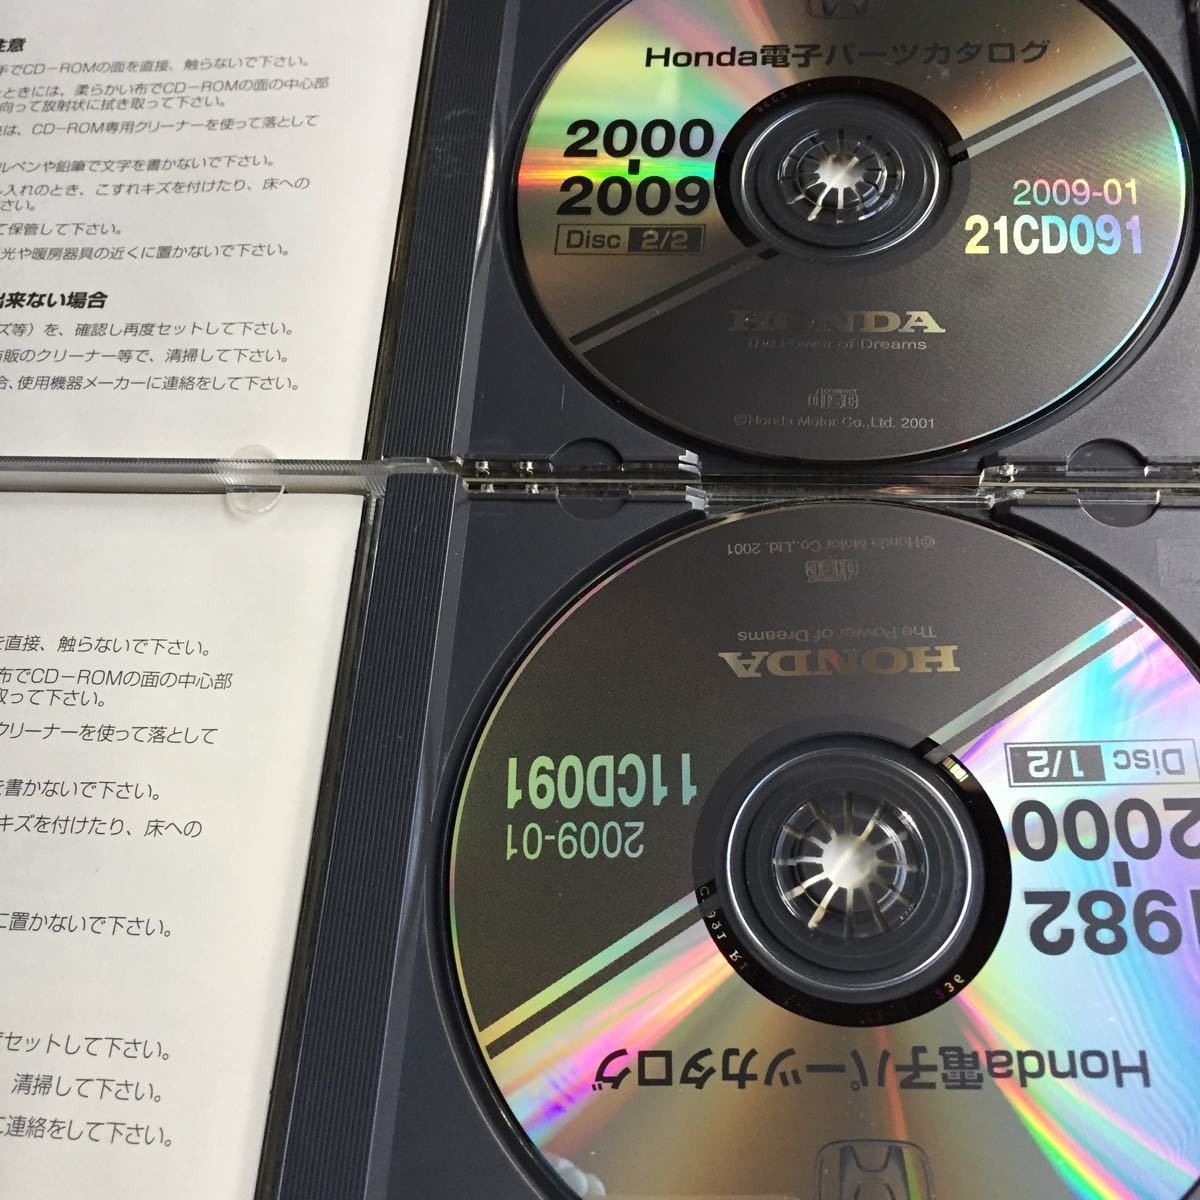 注意
手でCD-ROMの面を直接、触らないで下さい。
ときには、柔らかい布でCD-ROMの面の中心部
向って放射状に拭き取って下さい。
は、CD-ROM専用クリーナーを使って落として
ルペンや鉛筆で文字を書かないで下さい。
入れのとき、こすれキズを付けたり、床への
さい。
て保管して下さい。
光や暖房器具の近くに置かないで下さい。
出来ない場合
ズ等)を、確認し再度セットして下さい。
市販のクリーナー等で、清掃して下さい。
合、使用機器メーカーに連絡をして下さい。
Honda電子パーツカタログ
2000
-
2009
Disc 2/2
2009-01
21CD091
HONDA
The Power of Dreams
©Honda Motor Co.,Ltd. 2001
を直接、触らないで下さい。
布でCD-ROMの面の中心部
取って下さい。
クリーナーを使って落として
を書かないで下さい。
キズを付けたり、床への
に置かないで下さい。
度セットして下さい。
清掃して下さい。
に連絡をして下さい。
Honda電子パーツカタログ
1982
-
2000
Disc 1/2
2009-01
11CD091
HONDA
The Power of Dreams
©Honda Motor Co.,Ltd. 2001